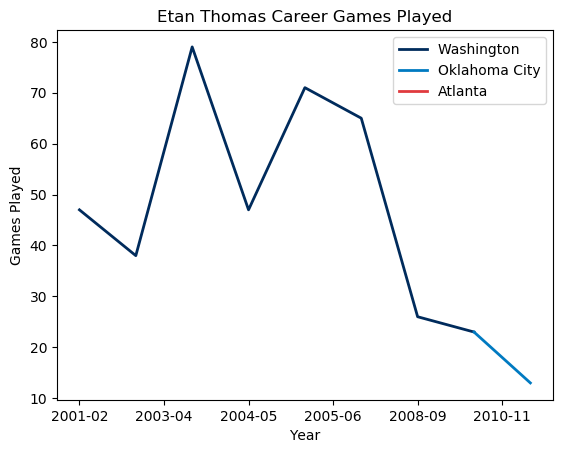 Etan Thomas Career Games Played
Washington
Oklahoma City
Atlanta
80
70
60
50
40
30
20
10
Games Played
2001-02 2003-04 2004-05 2005-06 2008-09 2010-11
Year